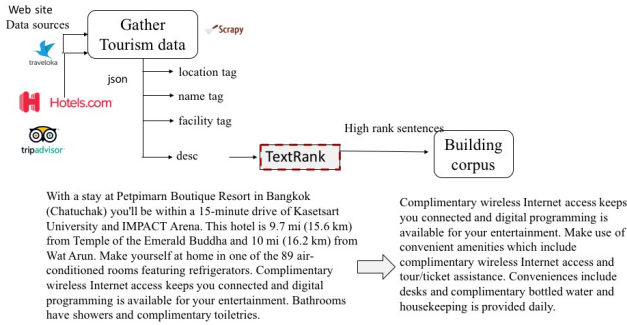 Web site
Data sources
traveloka
Hotels.com
tripadvisor
Gather
Tourism data
Scrapy
json
location tag
name tag
facility tag
desc
TextRank
High rank sentences
Building
corpus
With a stay at Petpimarn Boutique Resort in Bangkok
(Chatuchak) you'll be within a 15-minute drive of Kasetsart
University and IMPACT Arena. This hotel is 9.7 mi (15.6 km)
from Temple of the Emerald Buddha and 10 mi (16.2 km) from
Wat Arun. Make yourself at home in one of the 89 air-
conditioned rooms featuring refrigerators. Complimentary
wireless Internet access keeps you connected and digital
programming is available for your entertainment. Bathrooms
have showers and complimentary toiletries.
Complimentary wireless Internet access keeps
you connected and digital programming is
available for your entertainment. Make use of
convenient amenities which include
complimentary wireless Internet access and
tour/ticket assistance. Conveniences include
desks and complimentary bottled water and
housekeeping is provided daily.